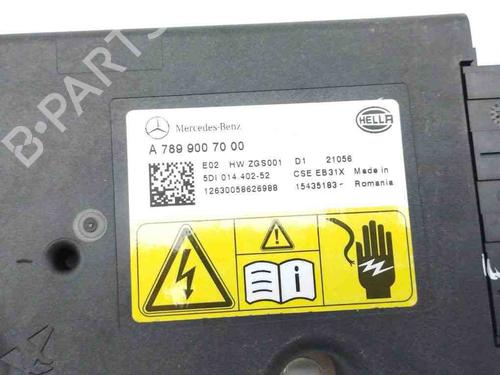 B-PARTS
Mercedes-Benz
HELLA
A 789 900 70 00
E02 HW ZGS001 D1 21056
5DI 014.402-52 CSE EB31X Made in
12630058626988 15435183- Romania